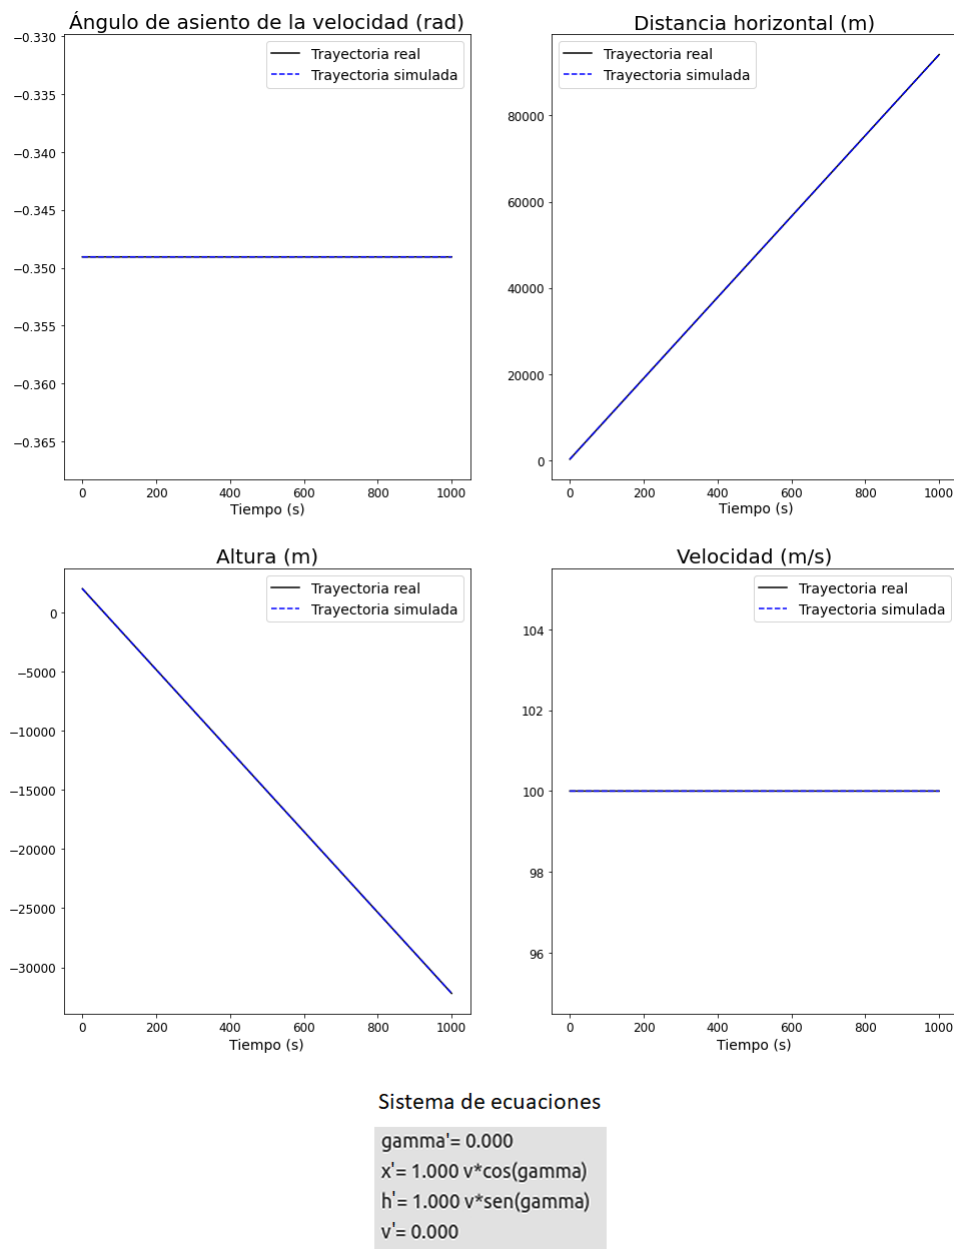 Ángulo de asiento de la velocidad (rad)
−0.330
−0.335
−0.340
−0.345
−0.350
−0.355
−0.360
−0.365
Trayectoria real
Trayectoria simulada
0 200 400 600 800 1000
Tiempo (s)
Distancia horizontal (m)
80000
60000
40000
20000
0
Trayectoria real
Trayectoria simulada
0 200 400 600 800 1000
Tiempo (s)
Altura (m)
0
−5000
−10000
−15000
−20000
−25000
−30000
Trayectoria real
Trayectoria simulada
0 200 400 600 800 1000
Tiempo (s)
Velocidad (m/s)
104
102
100
98
96
Trayectoria real
Trayectoria simulada
0 200 400 600 800 1000
Tiempo (s)
Sistema de ecuaciones
gamma'= 0.000
x'= 1.000 v*cos(gamma)
h'= 1.000 v*sen(gamma)
v'= 0.000